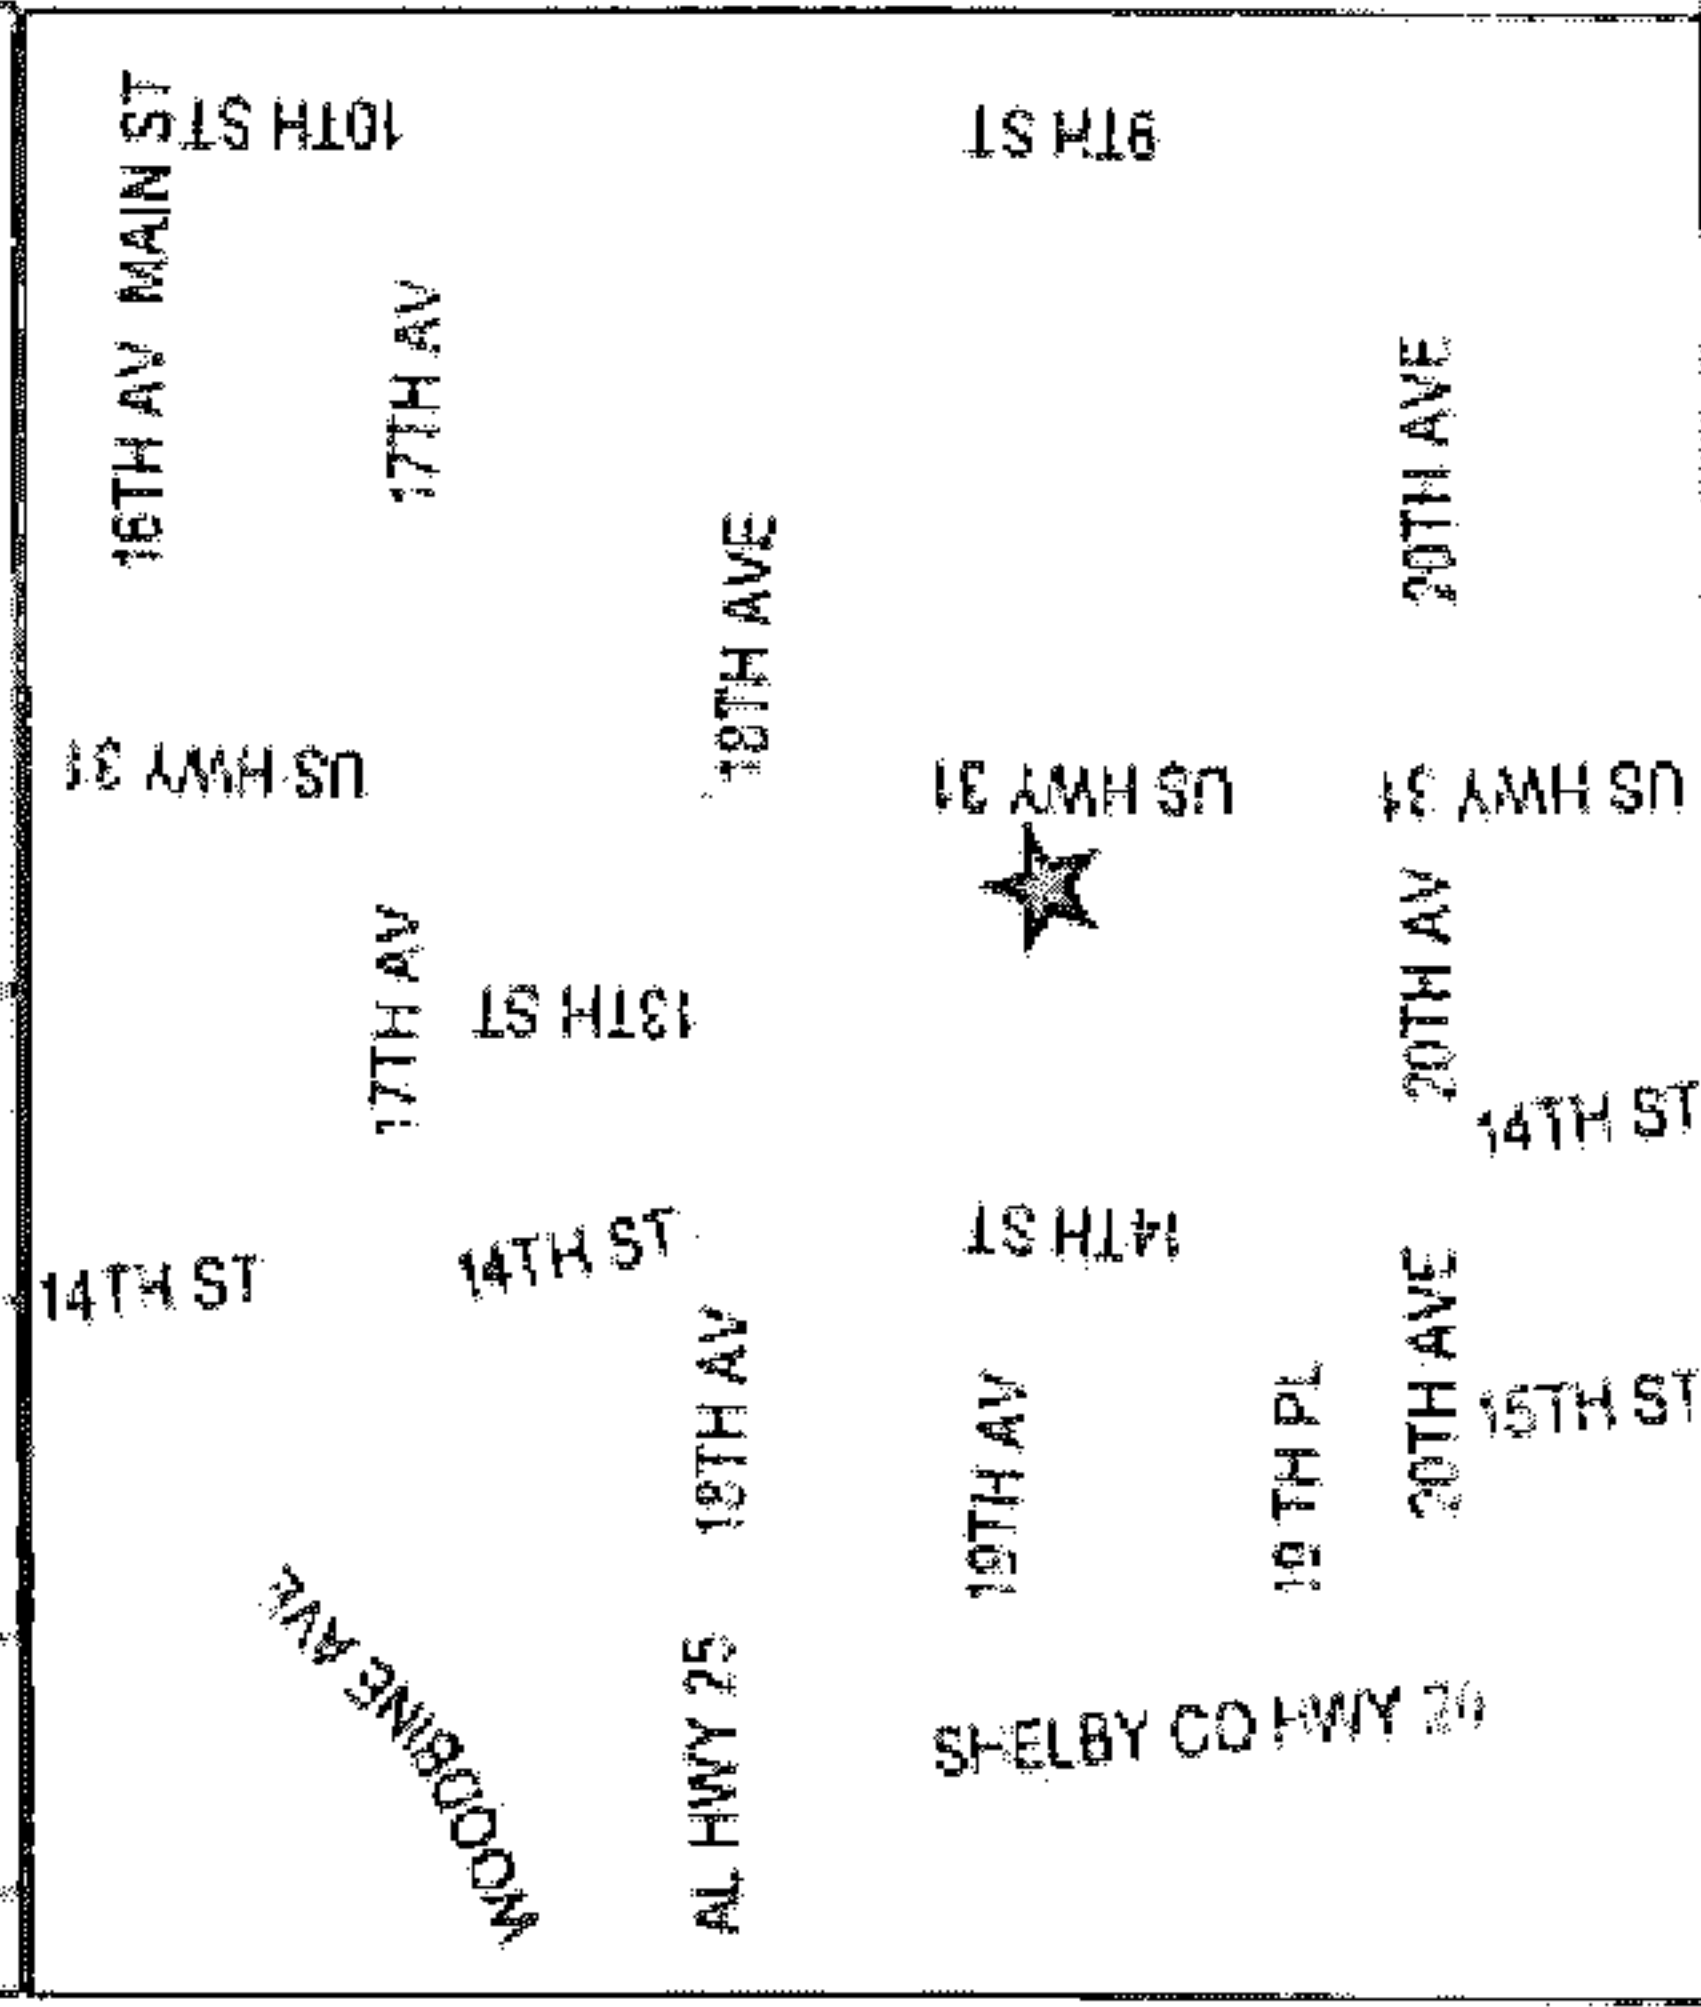 16TH AV MAIN ST
10TH ST
9TH ST
17TH AV
20TH AVE
18TH AVE
US HWY 31
US HWY 31
US HWY 31
17TH AV
13TH ST
20TH AV
14TH ST
14TH ST
14TH ST
14TH ST
18TH AV
19TH AV
19TH PL
20TH AVE
15TH ST
WOODBINE AVE
AL HWY 25
SHELBY CO HWY